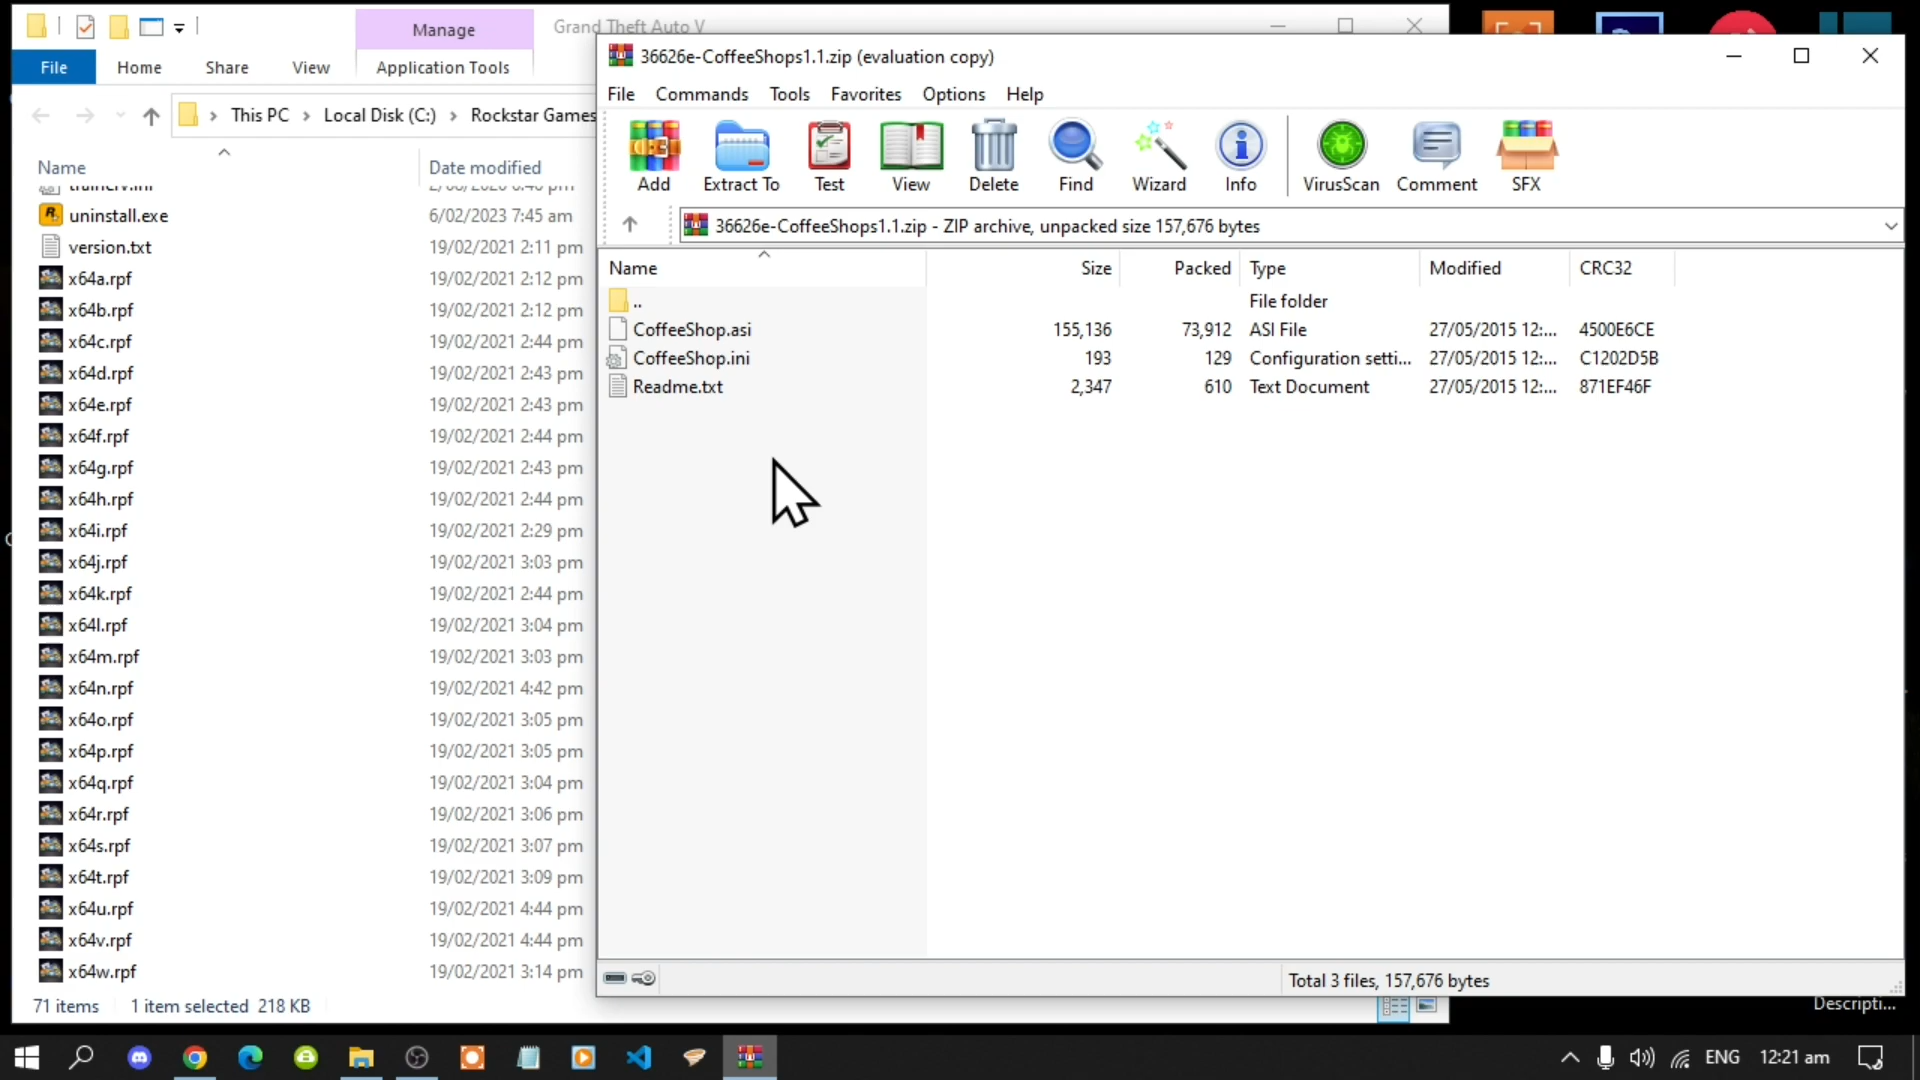 Manage
Grand Theft Auto V
File Home Share View Application Tools
This PC Local Disk (C:) Rockstar Games
Name Date modified
uninstall.exe 6/02/2023 7:45 am
version.txt 19/02/2021 2:11 pm
x64a.rpf 19/02/2021 2:12 pm
x64b.rpf 19/02/2021 2:12 pm
x64c.rpf 19/02/2021 2:44 pm
x64d.rpf 19/02/2021 2:43 pm
x64e.rpf 19/02/2021 2:43 pm
x64f.rpf 19/02/2021 2:44 pm
x64g.rpf 19/02/2021 2:43 pm
x64h.rpf 19/02/2021 2:44 pm
x64i.rpf 19/02/2021 2:29 pm
x64j.rpf 19/02/2021 3:03 pm
x64k.rpf 19/02/2021 2:44 pm
x64l.rpf 19/02/2021 3:04 pm
x64m.rpf 19/02/2021 3:03 pm
x64n.rpf 19/02/2021 4:42 pm
x64o.rpf 19/02/2021 3:05 pm
x64p.rpf 19/02/2021 3:05 pm
x64q.rpf 19/02/2021 3:04 pm
x64r.rpf 19/02/2021 3:06 pm
x64s.rpf 19/02/2021 3:07 pm
x64t.rpf 19/02/2021 3:09 pm
x64u.rpf 19/02/2021 4:44 pm
x64v.rpf 19/02/2021 4:44 pm
x64w.rpf 19/02/2021 3:14 pm
71 items 1 item selected 218 KB
36626e-CoffeeShops1.1.zip (evaluation copy)
File Commands Tools Favorites Options Help
Add Extract To Test View Delete Find Wizard Info VirusScan Comment SFX
36626e-CoffeeShops1.1.zip - ZIP archive, unpacked size 157,676 bytes
Name Size Packed Type Modified CRC32
.. File folder
CoffeeShop.asi 155,136 73,912 ASI File 27/05/2015 12:... 4500E6CE
CoffeeShop.ini 193 129 Configuration setti... 27/05/2015 12:... C1202D5B
Readme.txt 2,347 610 Text Document 27/05/2015 12:... 871EF46F
Total 3 files, 157,676 bytes
Descripti...
ENG 12:21 am